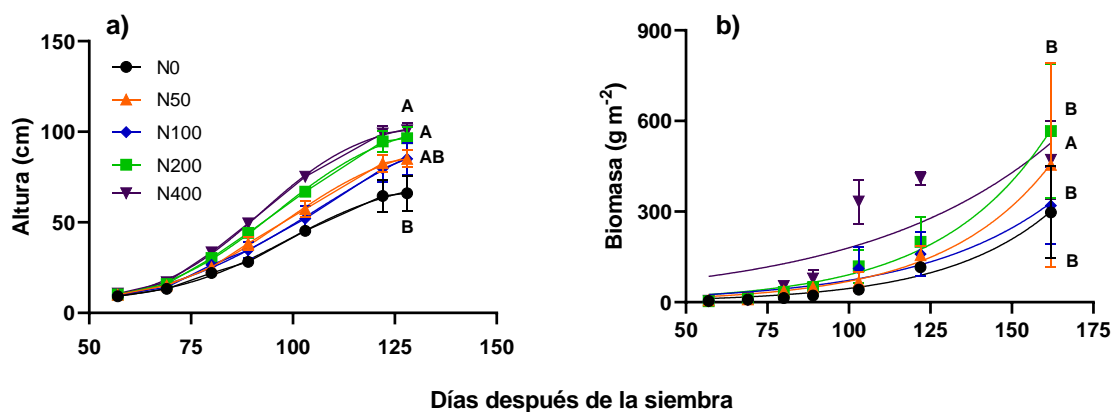 a)
150
100
50
0
Altura (cm)
N0
N50
N100
N200
N400
A
A
AB
B
50
75
100
125
150
b)
900
600
300
0
Biomasa (g m-2)
B
B
A
B
B
50
75
100
125
150
175
Días después de la siembra